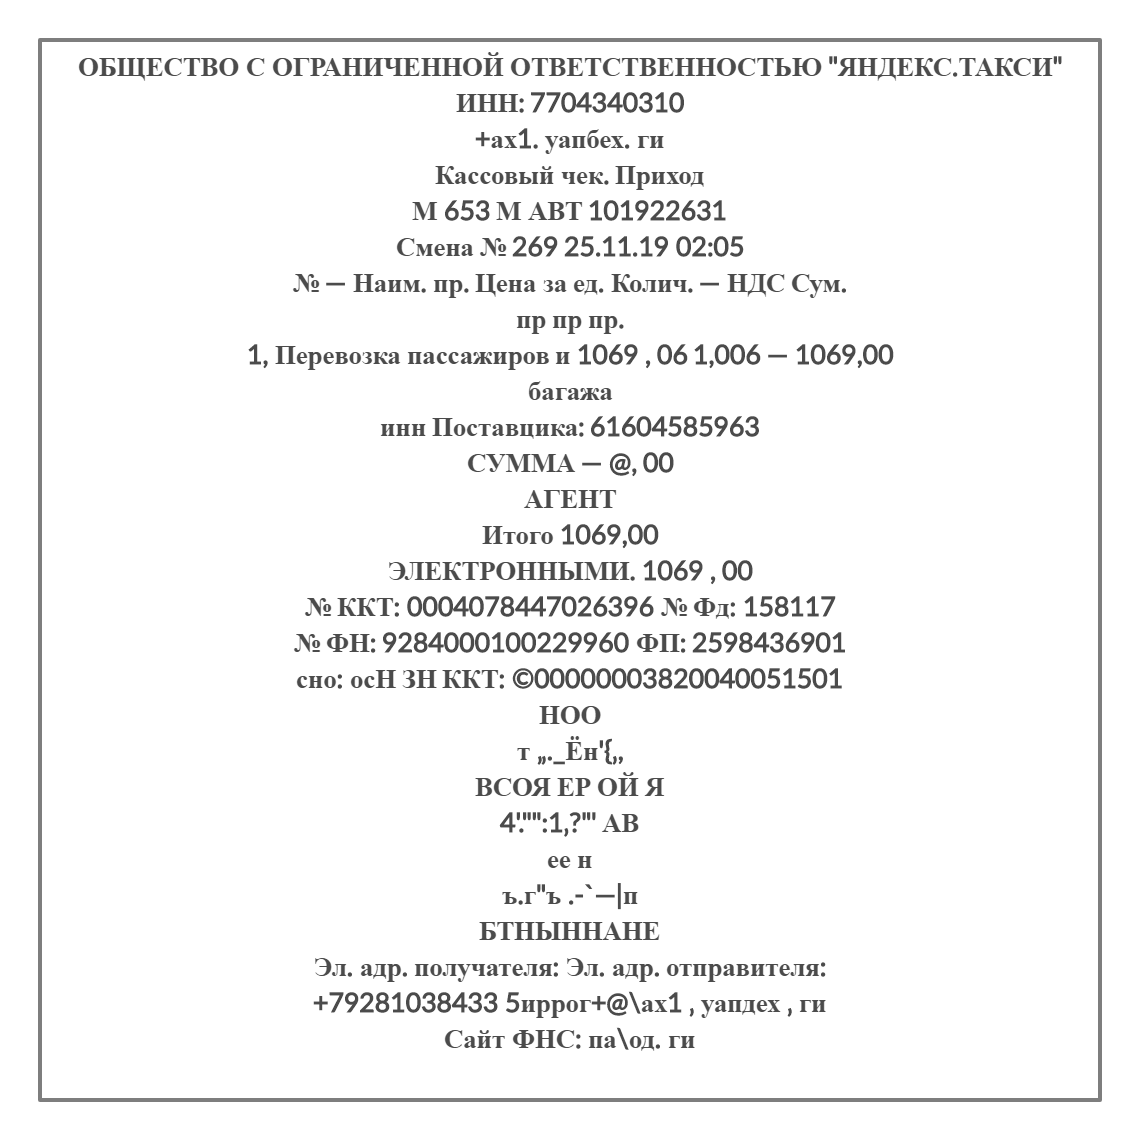 ОБЩЕСТВО С ОГРАНИЧЕННОЙ ОТВЕТСТВЕННОСТЬЮ "ЯНДЕКС.ТАКСИ"
ИНН: 7704340310
+ах1. уапбех. ги
Кассовый чек. Приход
М 653 М АВТ 101922631
Смена № 269 25.11.19 02:05
№ — Наим. пр. Цена за ед. Колич. — НДС Сум.
пр пр пр.
1, Перевозка пассажиров и 1069 , 06 1,006 — 1069,00
багажа
инн Поставцика: 61604585963
СУММА — @, 00
АГЕНТ
Итого 1069,00
ЭЛЕКТРОННЫМИ. 1069 , 00
№ ККТ: 0004078447026396 № Фд: 158117
№ ФН: 9284000100229960 ФП: 2598436901
сно: осН ЗН ККТ: ©00000003820040051501
НОО
т „._Ён'{,,
ВСОЯ ЕР ОЙ Я
4'."":1,?"' АВ
ее н
ъ.г"ъ .-`—|п
БТНЫННАНЕ
Эл. адр. получателя: Эл. адр. отправителя:
+79281038433 5иррог+@\ах1 , уапдех , ги
Сайт ФНС: па\од. ги